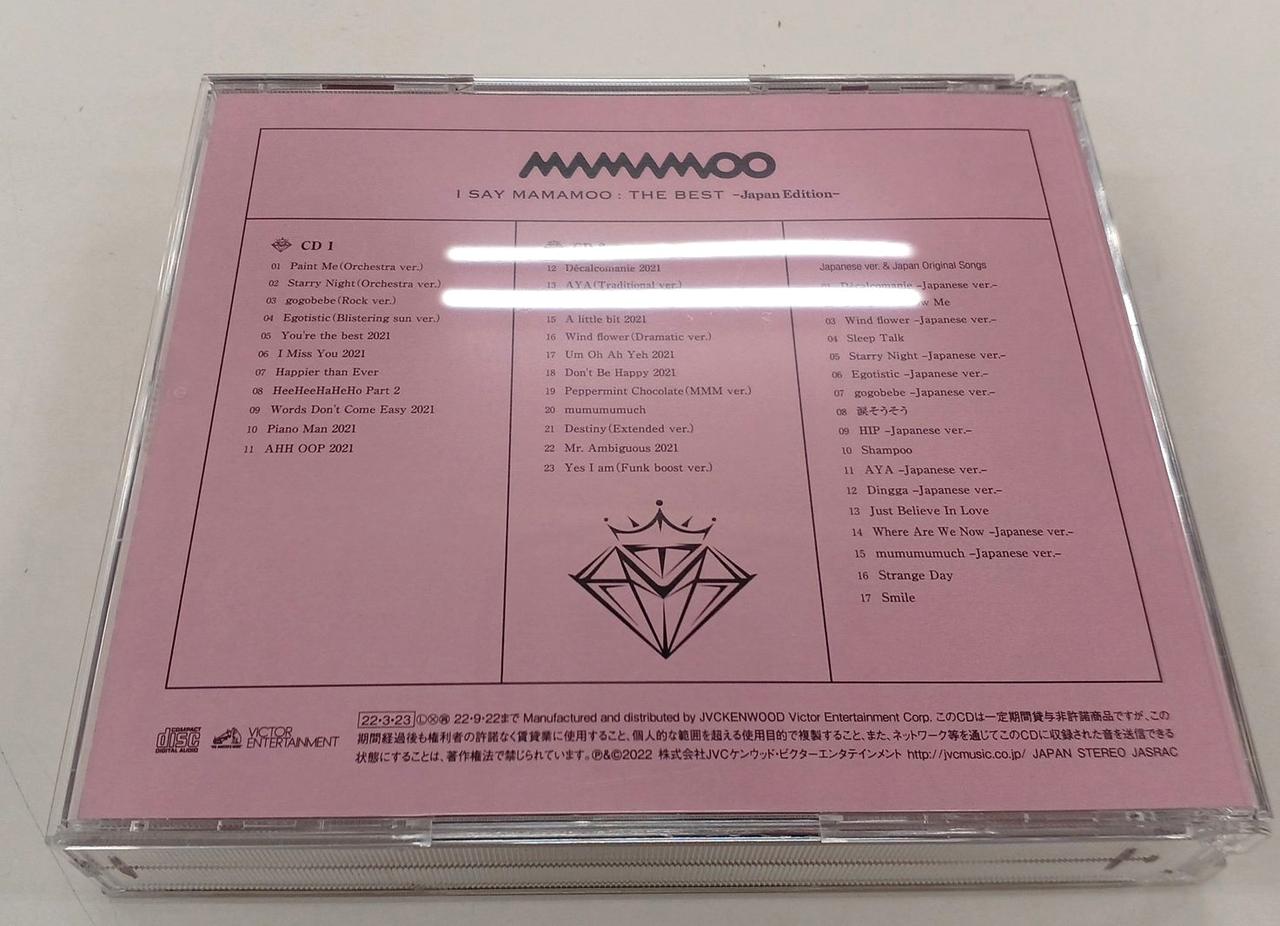 MAMAMOO
I SAY MAMAMOO : THE BEST -Japan Edition-
CD 1
01 Paint Me(Orchestra ver.)
02 Starry Night(Orchestra ver.)
03 gogobebe(Rock ver.)
04 Egotistic(Blistering sun ver.)
05 You're the best 2021
06 I Miss You 2021
07 Happier than Ever
08 HeeHeeHaHeHo Part 2
09 Words Don't Come Easy 2021
10 Piano Man 2021
11 AHH OOP 2021
CD
12 Décalcomanie 2021
13 AYA(Traditional ver.)
15 A little bit 2021
16 Wind flower(Dramatic ver.)
17 Um Oh Ah Yeh 2021
18 Don't Be Happy 2021
19 Peppermint Chocolate(MMM ver.)
20 mumumumuch
21 Destiny(Extended ver.)
22 Mr. Ambiguous 2021
23 Yes I am(Funk boost ver.)
Japanese ver. & Japan Original Songs
01 Décalcomanie -Japanese ver.-
Me
03 Wind flower -Japanese ver.-
04 Sleep Talk
05 Starry Night -Japanese ver.-
06 Egotistic -Japanese ver.-
07 gogobebe -Japanese ver.-
08 涙そうそう
09 HIP -Japanese ver.-
10 Shampoo
11 AYA -Japanese ver.-
12 Dingga -Japanese ver.-
13 Just Believe In Love
14 Where Are We Now -Japanese ver.-
15 mumumumuch -Japanese ver.-
16 Strange Day
17 Smile
COMPACT disc DIGITAL AUDIO
VICTOR ENTERTAINMENT
22・3・23 Ⓛ Ⓧ 22・9・22まで Manufactured and distributed by JVCKENWOOD Victor Entertainment Corp. このCDは一定期間貸与非許諾商品ですが、この
期間経過後も権利者の許諾なく賃貸業に使用すること、個人的な範囲を超える使用目的で複製すること、また、ネットワーク等を通じてこのCDに収録された音を送信できる
状態にすることは、著作権法で禁じられています。Ⓟ&©2022 株式会社JVCケンウッド・ビクターエンタテインメント http://jvcmusic.co.jp/ JAPAN STEREO JASRAC